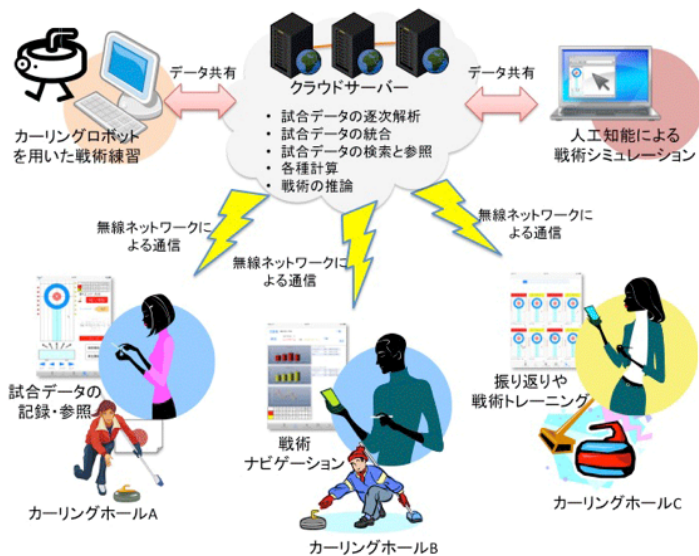 データ共有
クラウドサーバー
データ共有
・試合データの逐次解析
・試合データの統合
・試合データの検索と参照
・各種計算
・戦術の推論
カーリングロボット
を用いた戦術練習
人工知能による
戦術シミュレーション
無線ネットワークに
よる通信
無線ネットワークに
よる通信
無線ネットワークに
よる通信
試合データの
記録・参照
戦術
ナビゲーション
振り返りや
戦術トレーニング
カーリングホールA
カーリングホールB
カーリングホールC